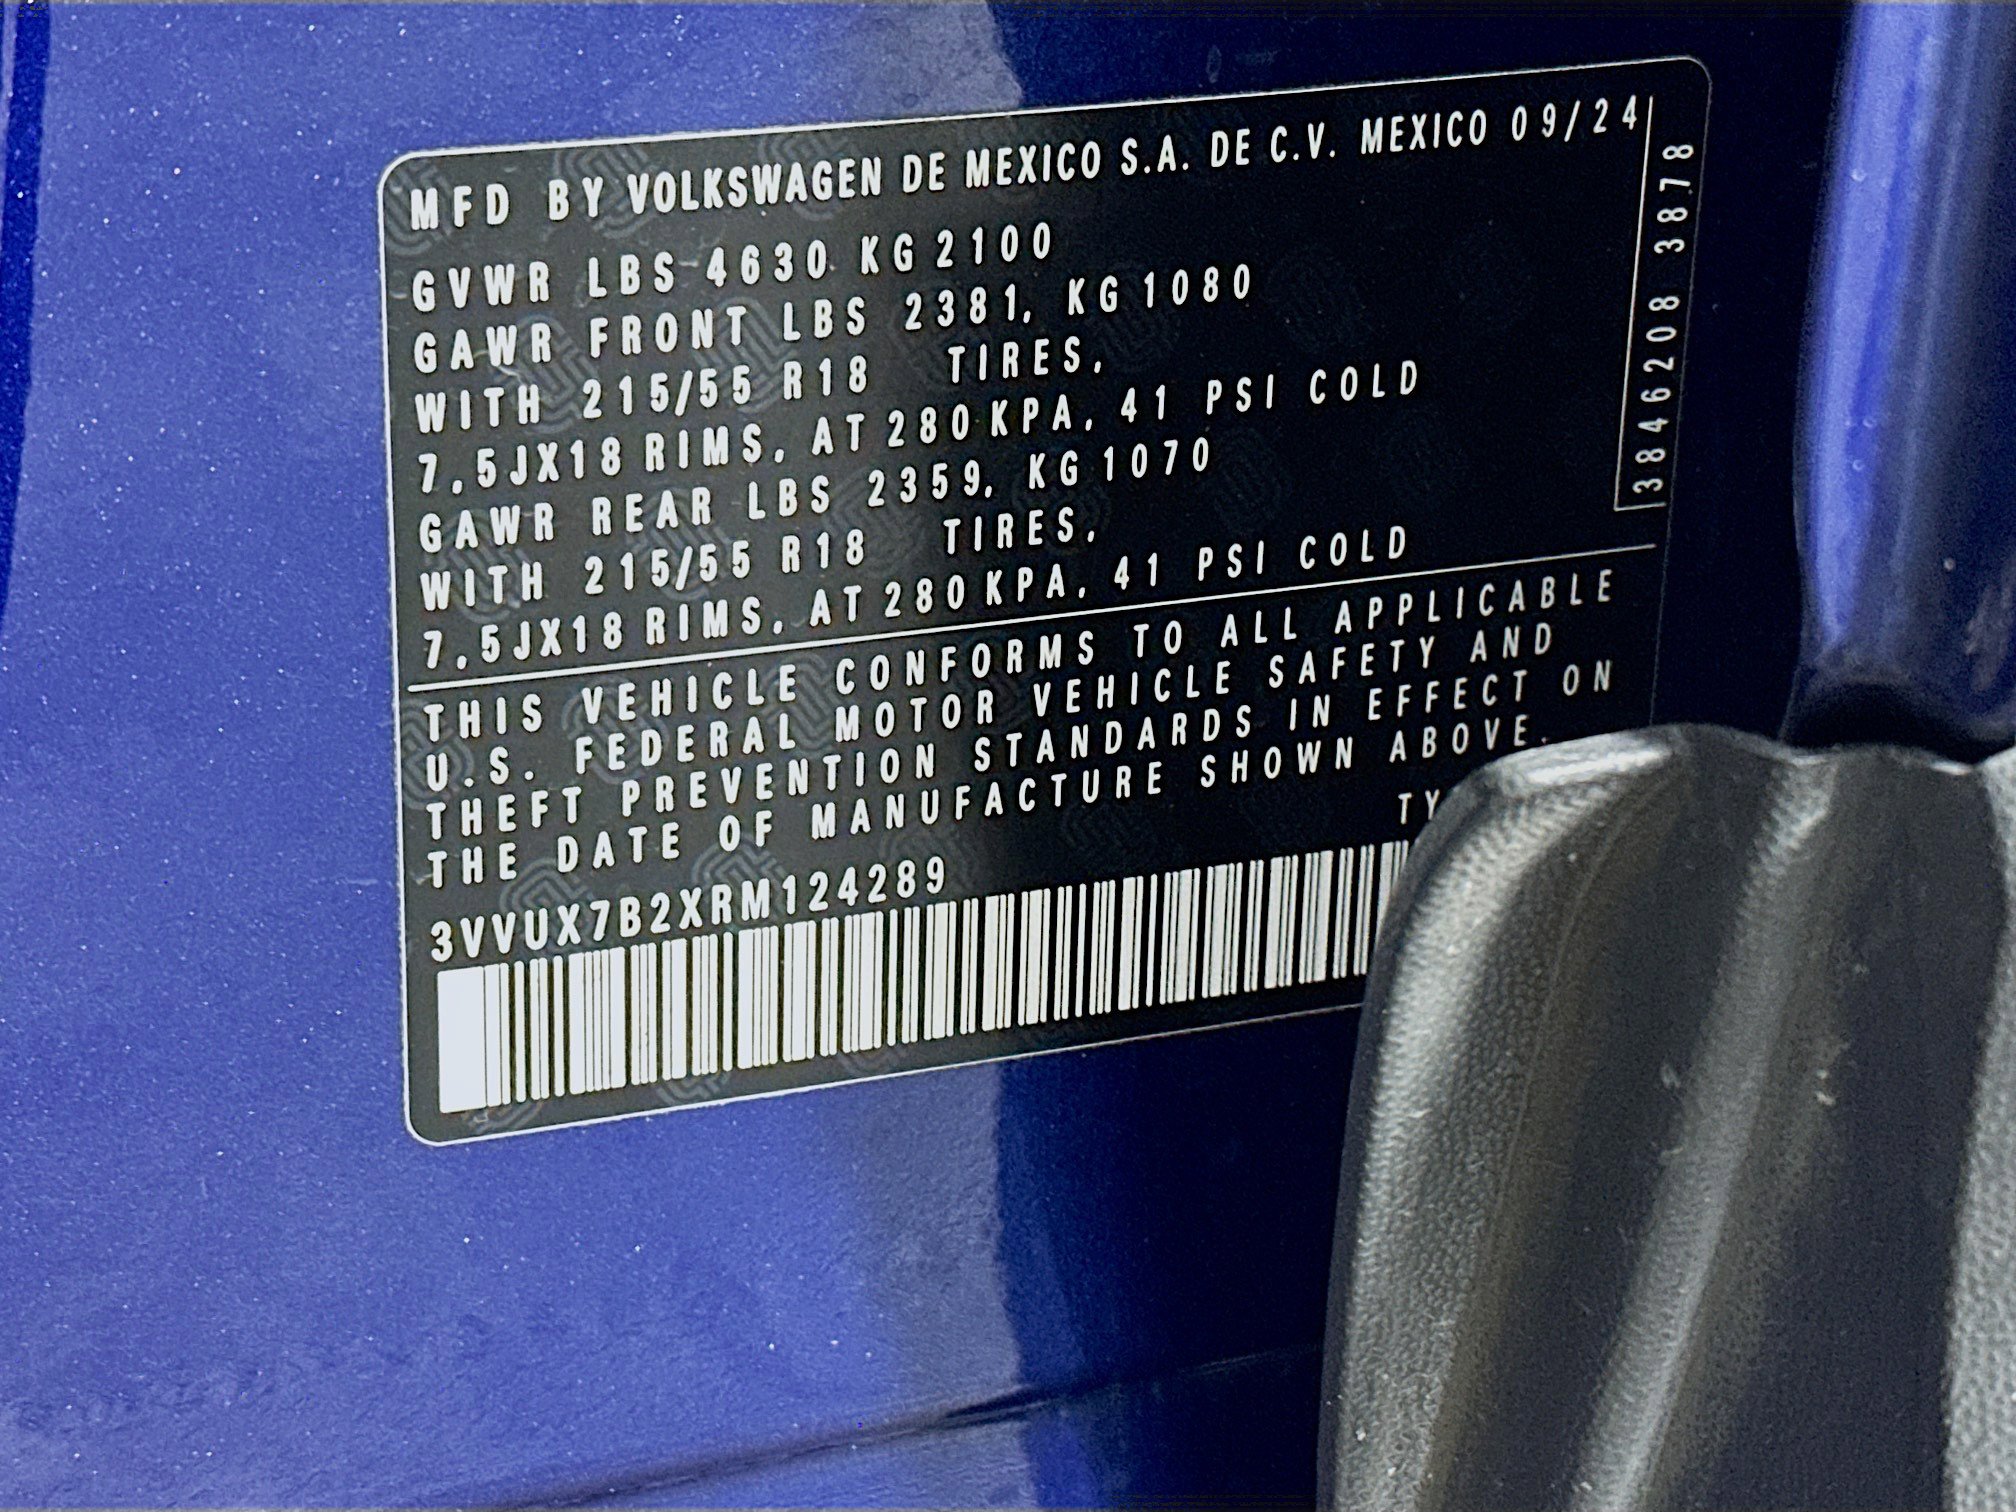 MFD BY VOLKSWAGEN DE MEXICO S.A. DE C.V. MEXICO 09/24
GVWR LBS 4630 KG 2100
GAWR FRONT LBS 2381, KG 1080
WITH 215/55 R18 TIRES,
7.5JX18 RIMS, AT 280 KPA, 41 PSI COLD
GAWR REAR LBS 2359, KG 1070
WITH 215/55 R18 TIRES,
7.5JX18 RIMS, AT 280 KPA, 41 PSI COLD
3846208 3878
THIS VEHICLE CONFORMS TO ALL APPLICABLE
U.S. FEDERAL MOTOR VEHICLE SAFETY AND
THEFT PREVENTION STANDARDS IN EFFECT ON
THE DATE OF MANUFACTURE SHOWN ABOVE.
3VVUX7B2XRM124289